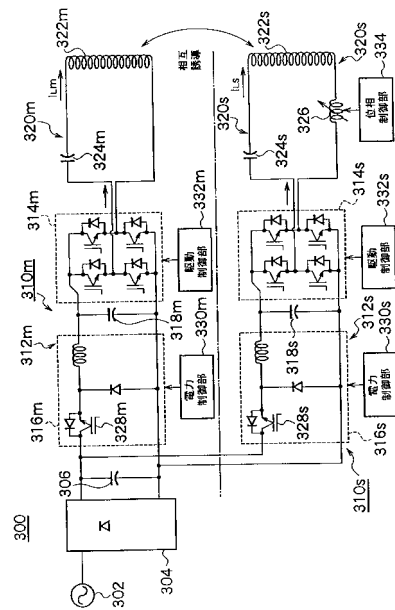 300
302
304
306
310m
312m
316m
328m
318m
330m
電力
制御部
314m
332m
駆動
制御部
320m
324m
ILm
322m
相互
誘導
310s
312s
316s
328s
318s
330s
電力
制御部
314s
332s
駆動
制御部
320s
324s
ILs
322s
320s
326
334
位相
制御部